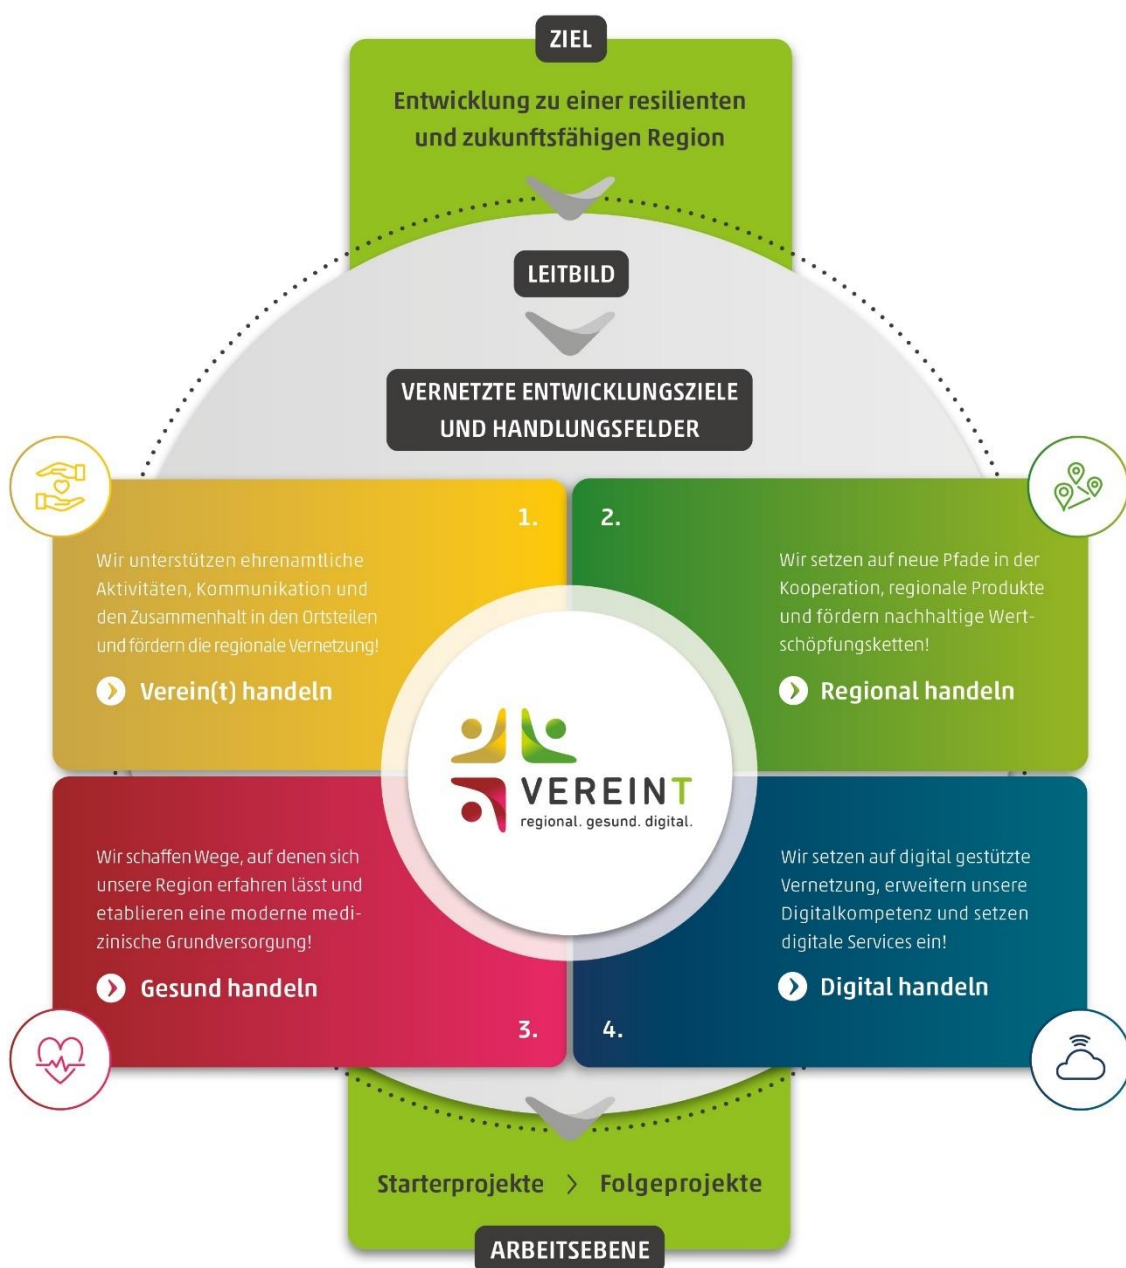 ZIEL
Entwicklung zu einer resilienten
und zukunftsfähigen Region
LEITBILD
VERNETZTE ENTWICKLUNGSZIELE
UND HANDLUNGSFELDER
1.
Wir unterstützen ehrenamtliche
Aktivitäten, Kommunikation und
den Zusammenhalt in den Ortsteilen
und fördern die regionale Vernetzung!
Verein(t) handeln
2.
Wir setzen auf neue Pfade in der
Kooperation, regionale Produkte
und fördern nachhaltige Wert-
schöpfungsketten!
Regional handeln
VEREINT
regional. gesund. digital.
Wir schaffen Wege, auf denen sich
unsere Region erfahren lässt und
etablieren eine moderne medi-
zinische Grundversorgung!
Gesund handeln
3.
Wir setzen auf digital gestützte
Vernetzung, erweitern unsere
Digitalkompetenz und setzen
digitale Services ein!
Digital handeln
4.
Starterprojekte > Folgeprojekte
ARBEITSEBENE